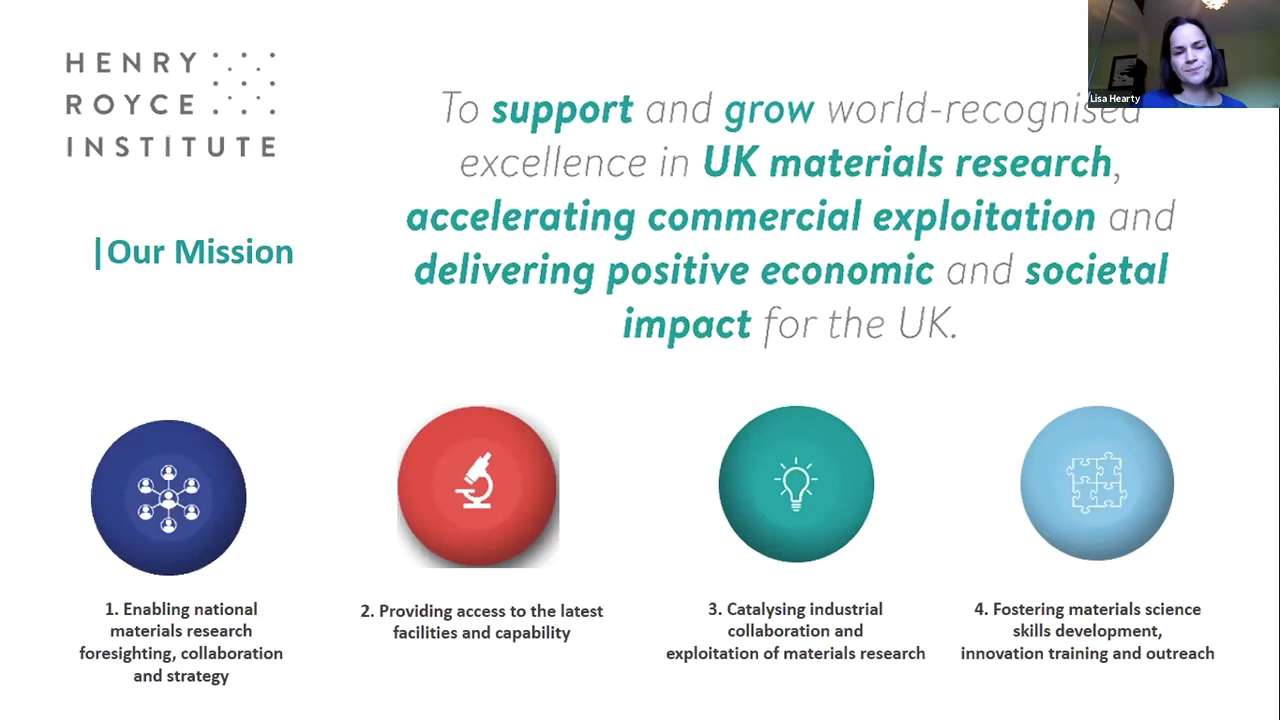 HENRY
ROYCE
INSTITUTE
Lisa Hearty
To support and grow world-recognised
excellence in UK materials research,
accelerating commercial exploitation and
delivering positive economic and societal
impact for the UK.
|Our Mission
1. Enabling national
materials research
foresighting, collaboration
and strategy
2. Providing access to the latest
facilities and capability
3. Catalysing industrial
collaboration and
exploitation of materials research
4. Fostering materials science
skills development,
innovation training and outreach